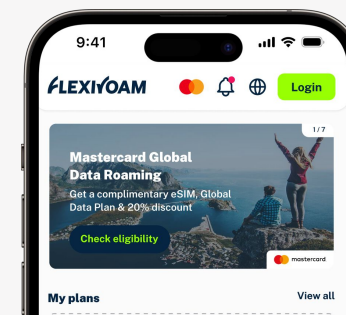 9:41
FLEXIROAM
Login
1/7
Mastercard Global
Data Roaming
Get a complimentary eSIM, Global
Data Plan & 20% discount
Check eligibility
mastercard
My plans
View all